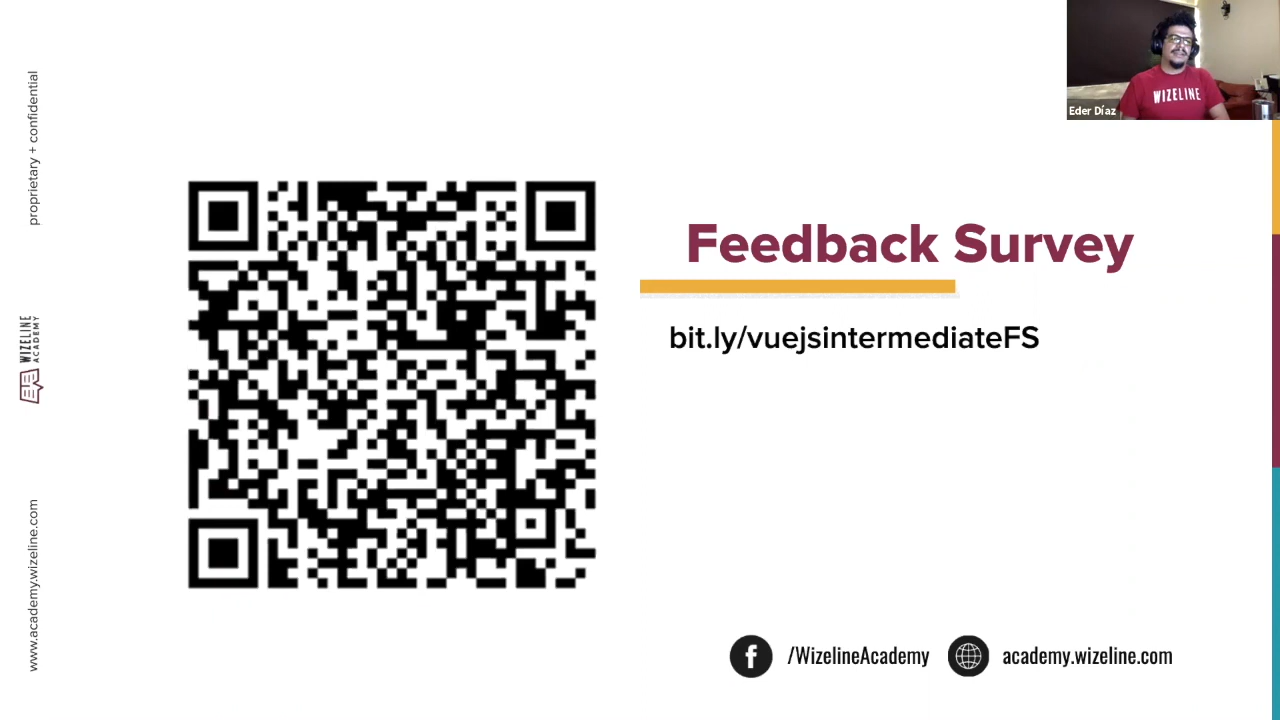 proprietary + confidential
WIZELINE
ACADEMY
www.academy.wizeline.com
WIZELINE
Eder Díaz
Feedback Survey
bit.ly/vuejsintermediateFS
/WizelineAcademy
academy.wizeline.com